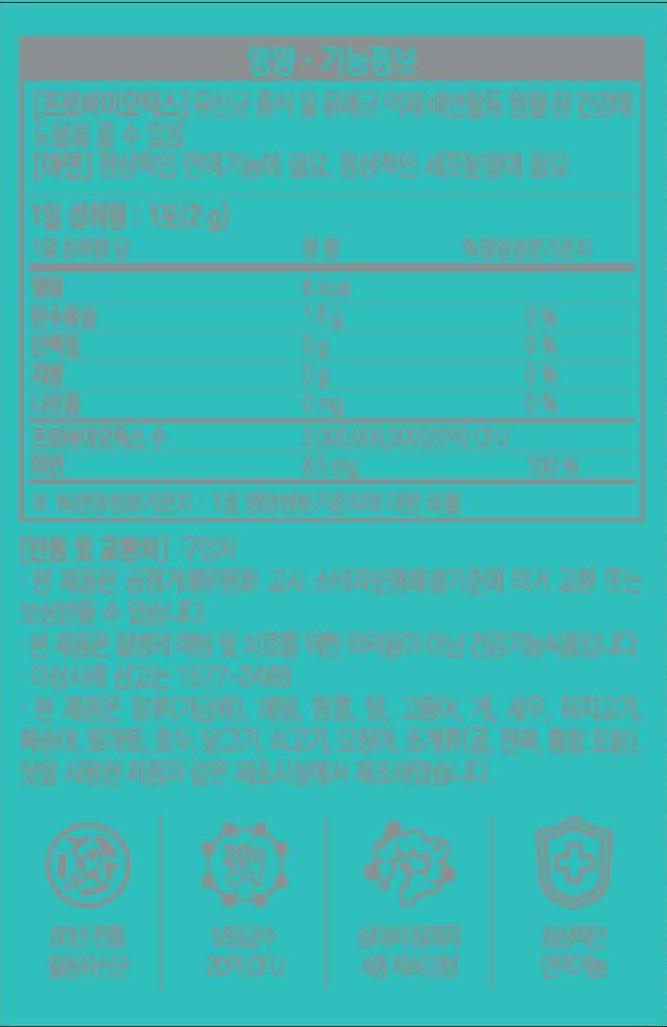 영양·기능정보
[프로바이오틱스] 유산균 증식 및 유해균 억제·배변활동 원활·장 건강에
도움을 줄 수 있음
[아연] 정상적인 면역기능에 필요, 정상적인 세포분열에 필요
1일 섭취량 : 1포(2 g)
1일 섭취량 당 함 량 %영양성분기준치
열량 6 kcal
탄수화물 1.5 g 0 %
단백질 0 g 0 %
지방 0 g 0 %
나트륨 0 mg 0 %
프로바이오틱스 수 2,000,000,000(20억) CFU
아연 8.5 mg 100 %
※ %영양성분기준치 : 1일 영양성분기준치에 대한 비율
[반품 및 교환처] 구입처
· 본 제품은 공정거래위원회 고시 소비자분쟁해결기준에 의거 교환 또는
보상받을 수 있습니다.
· 본 제품은 질병의 예방 및 치료를 위한 의약품이 아닌 건강기능식품입니다.
· 이상사례 신고는 1577-2488
· 본 제품은 알류(가금류), 메밀, 땅콩, 밀, 고등어, 게, 새우, 돼지고기,
복숭아, 토마토, 호두, 닭고기, 쇠고기, 오징어, 조개류(굴, 전복, 홍합 포함),
잣을 사용한 제품과 같은 제조시설에서 제조하였습니다.
20억
CFU
60년 전통
일동유산균
보장균수
20억 CFU
4중 제비코팅
정상적인
면역기능